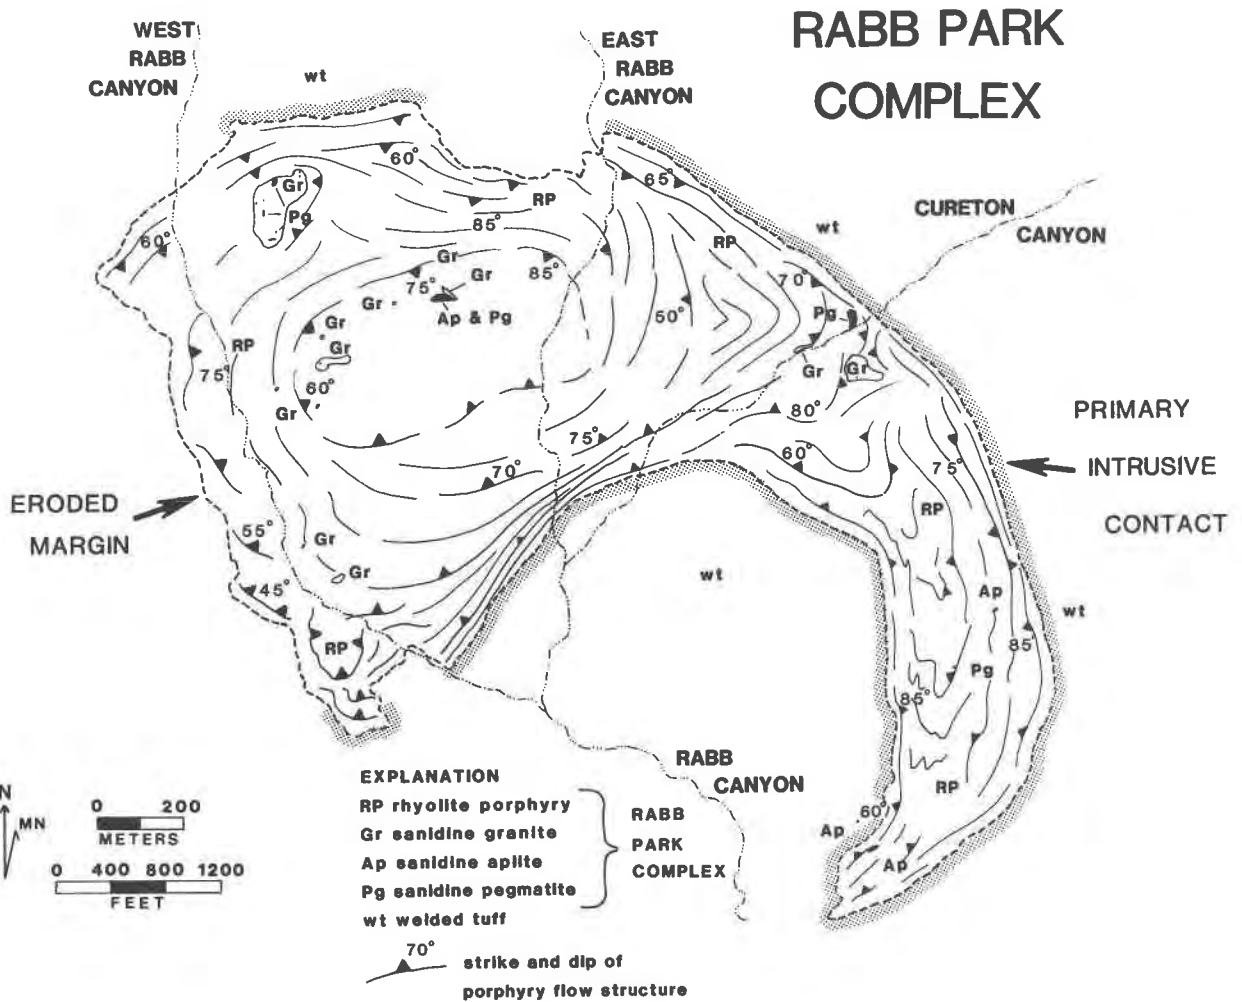 RABB PARK
COMPLEX
WEST
RABB
CANYON
EAST
RABB
CANYON
wt
60°
65°
Gr
Pg
RP
85°
RP
wt
CURETON
CANYON
60°
Gr
75°
Gr
85°
70°
Gr
Ap & Pg
50°
Pg
Gr
RP
Gr
75°
60°
Gr
Gr
Gr
80°
PRIMARY
INTRUSIVE
CONTACT
75°
60°
75°
70°
ERODED
MARGIN
RP
55°
Gr
45°
Gr
wt
Ap
wt
RP
85
Pg
85°
RABB
CANYON
RP
60°
Ap
Ap
N
MN
0 200
METERS
0 400 800 1200
FEET
EXPLANATION
RP rhyolite porphyry
Gr sanidine granite
Ap sanidine aplite
Pg sanidine pegmatite
wt welded tuff
RABB
PARK
COMPLEX
70°
strike and dip of
porphyry flow structure